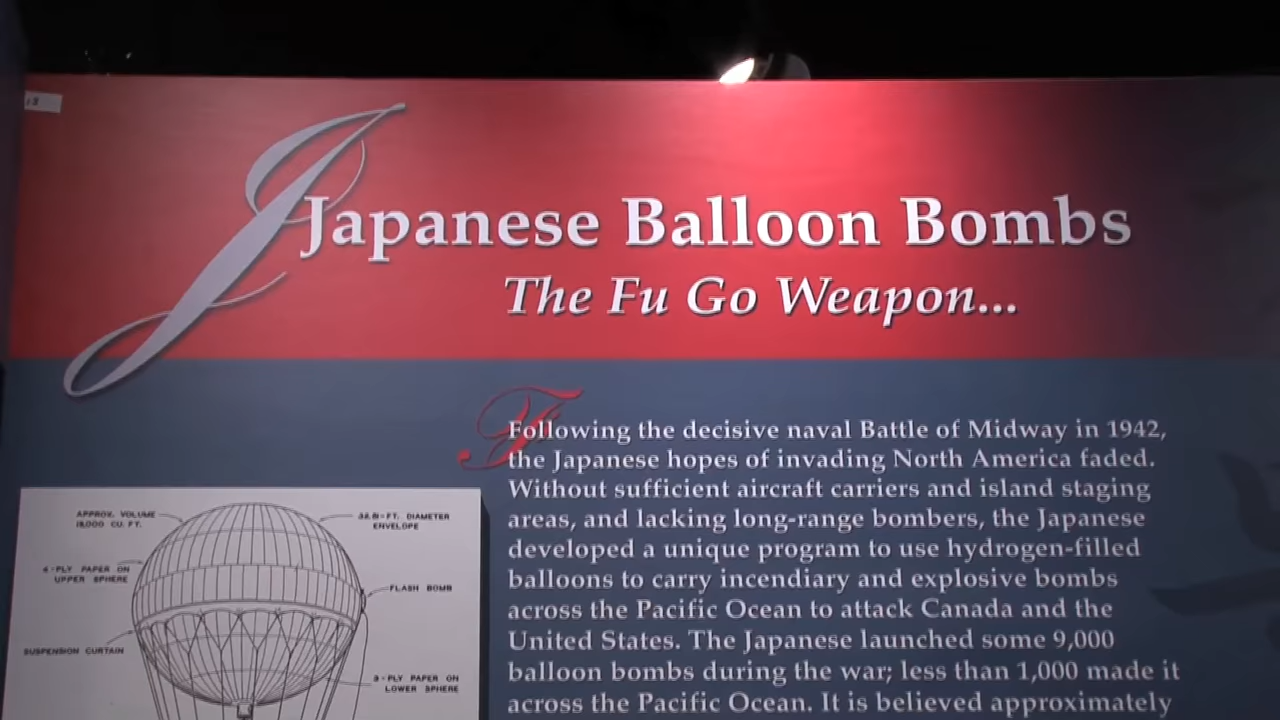 13
Japanese Balloon Bombs
The Fu Go Weapon...
Following the decisive naval Battle of Midway in 1942,
the Japanese hopes of invading North America faded.
Without sufficient aircraft carriers and island staging
areas, and lacking long-range bombers, the Japanese
developed a unique program to use hydrogen-filled
balloons to carry incendiary and explosive bombs
across the Pacific Ocean to attack Canada and the
United States. The Japanese launched some 9,000
balloon bombs during the war; less than 1,000 made it
across the Pacific Ocean. It is believed approximately
APPROX. VOLUME
CU. FT.
FT. DIAMETER
ENVELOPE
4-PLY PAPER ON
UPPER SPHERE
FLASH BOMB
SUSPENSION CURTAIN
3-PLY PAPER ON
LOWER SPHERE